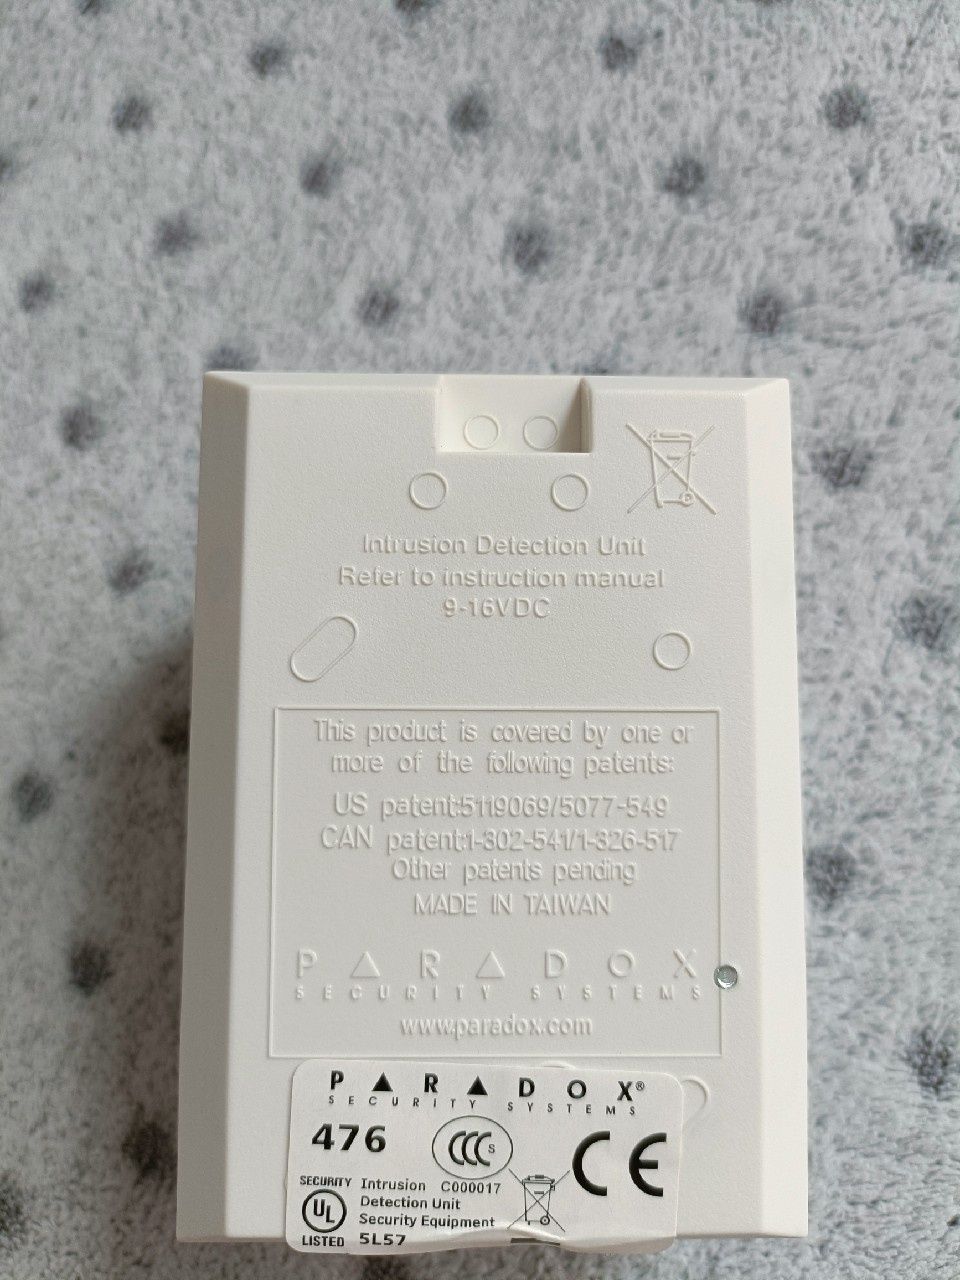 Intrusion Detection Unit
Refer to instruction manual
9-16VDC
This product is covered by one or
more of the following patents:
US patent:5119069/5077-549
CAN patent:1-302-541/1-326-517
Other patents pending
MADE IN TAIWAN
PARADOX
SECURITY SYSTEMS
www.paradox.com
PARADOX®
SECURITY SYSTEMS
476
CCC S
CE
SECURITY Intrusion C000017
Detection Unit
UL
Security Equipment
LISTED 5L57